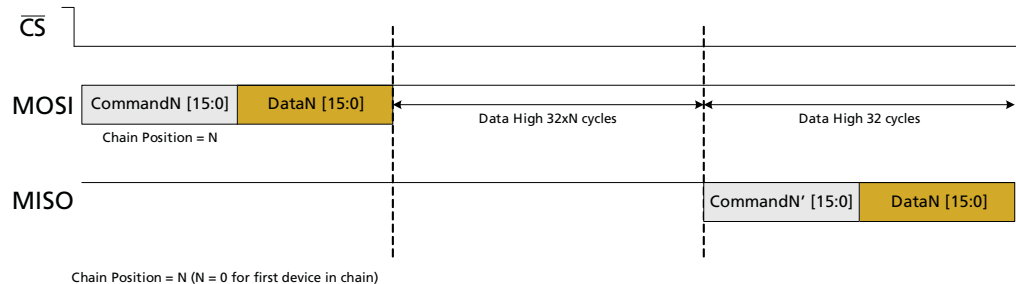 CS
MOSI
CommandN [15:0]
DataN [15:0]
Chain Position = N
Data High 32xN cycles
Data High 32 cycles
MISO
CommandN' [15:0]
DataN [15:0]
Chain Position = N (N = 0 for first device in chain)